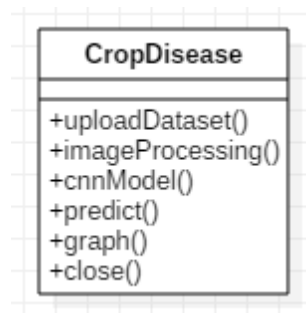 CropDisease
+uploadDataset()
+imageProcessing()
+cnnModel()
+predict()
+graph()
+close()